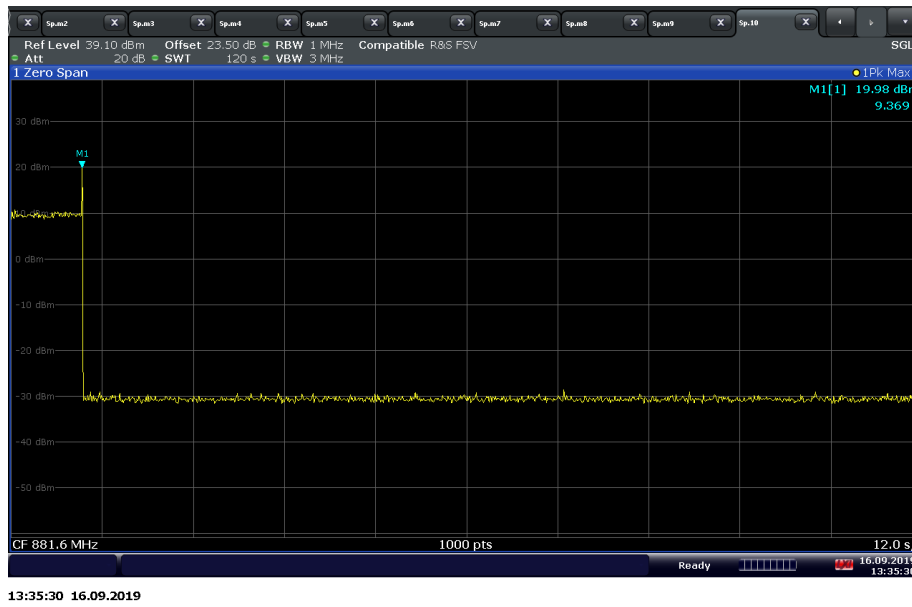 X Sp.m2 X Sp.m3 X Sp.m4 X Sp.m5 X Sp.m6 X Sp.m7 X Sp.m8 X Sp.m9 X Sp.10 X
Ref Level 39.10 dBm Offset 23.50 dB RBW 1 MHz Compatible R&S FSV SGL
Att 20 dB SWT 120 s VBW 3 MHz
1 Zero Span 1Pk Max
M1[1] 19.98 dBm
9.369
30 dBm
M1
20 dBm
0 dBm
-10 dBm
-20 dBm
-30 dBm
-40 dBm
-50 dBm
CF 881.6 MHz 1000 pts 12.0 s
Ready 16.09.2019
13:35:30
13:35:30 16.09.2019